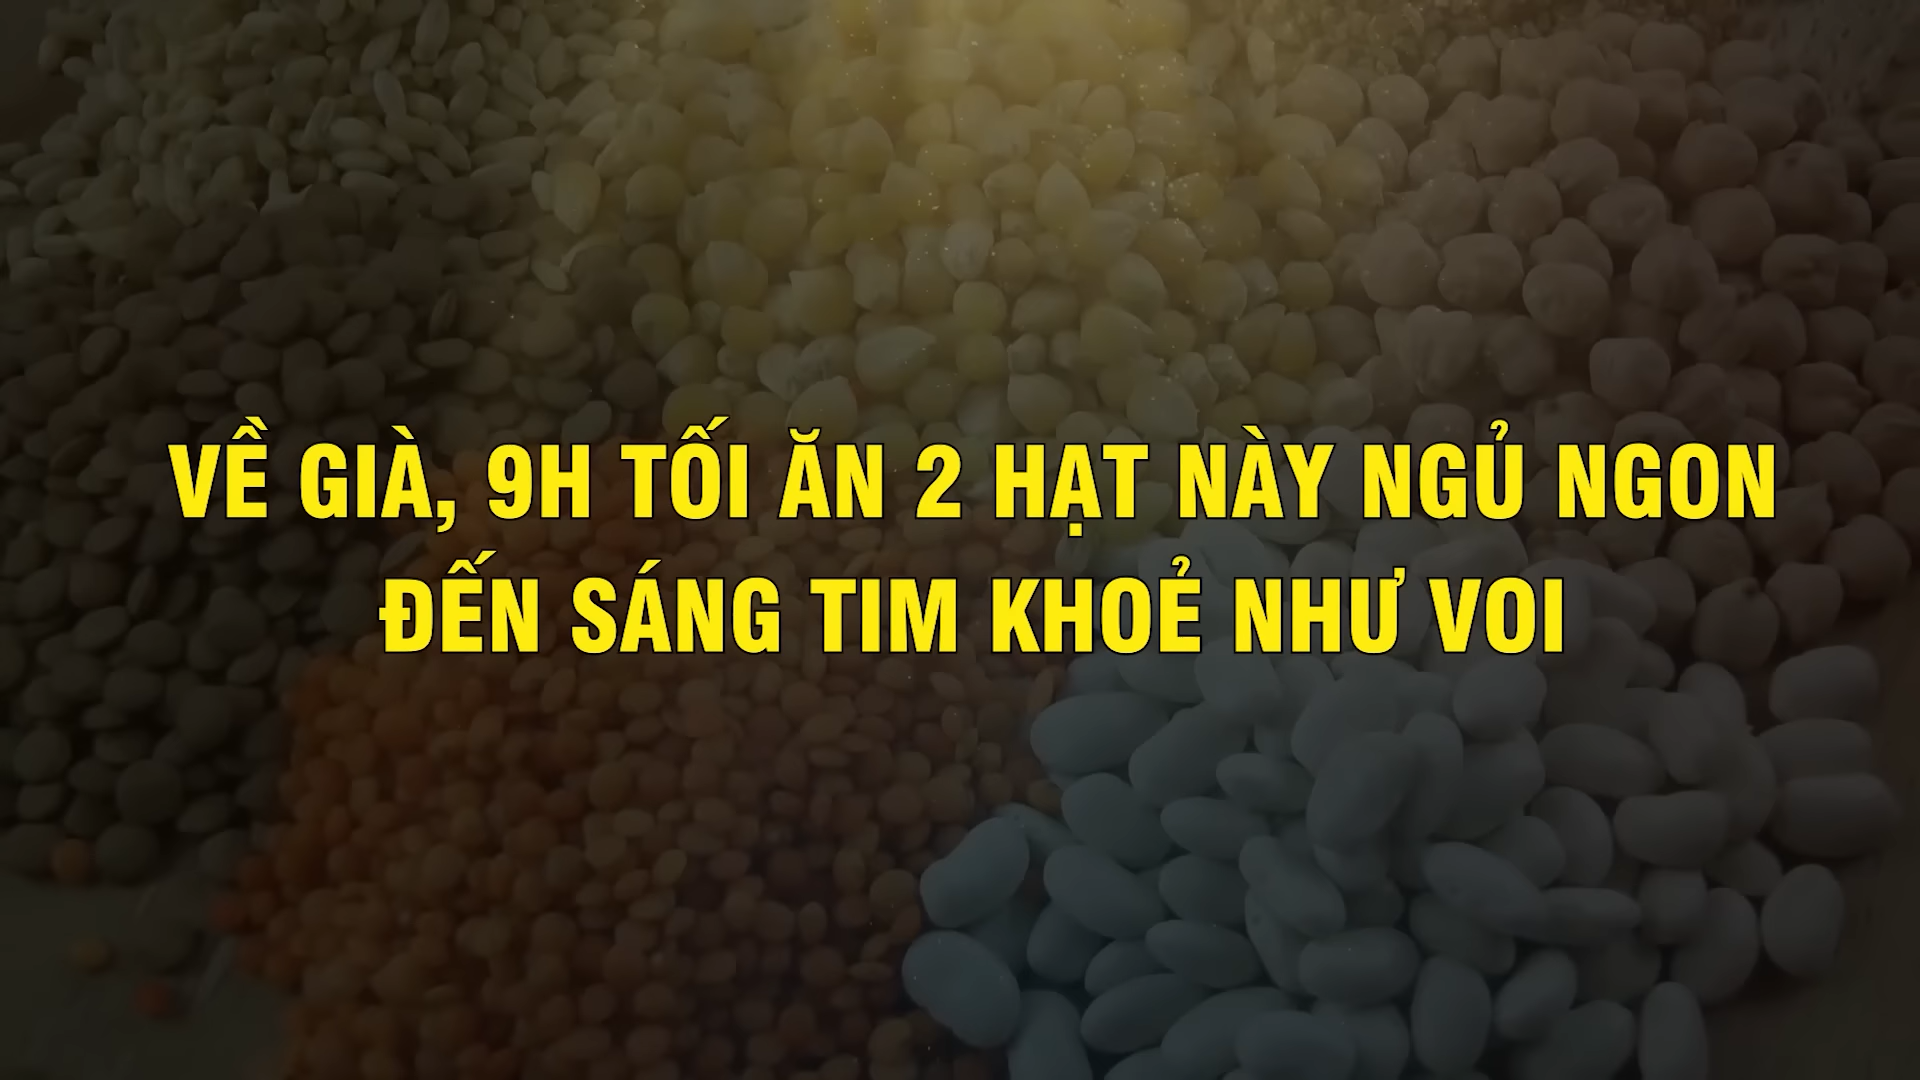 VỀ GIÀ, 9H TỐI ĂN 2 HẠT NÀY NGỦ NGON
ĐẾN SÁNG TIM KHOẺ NHƯ VOI